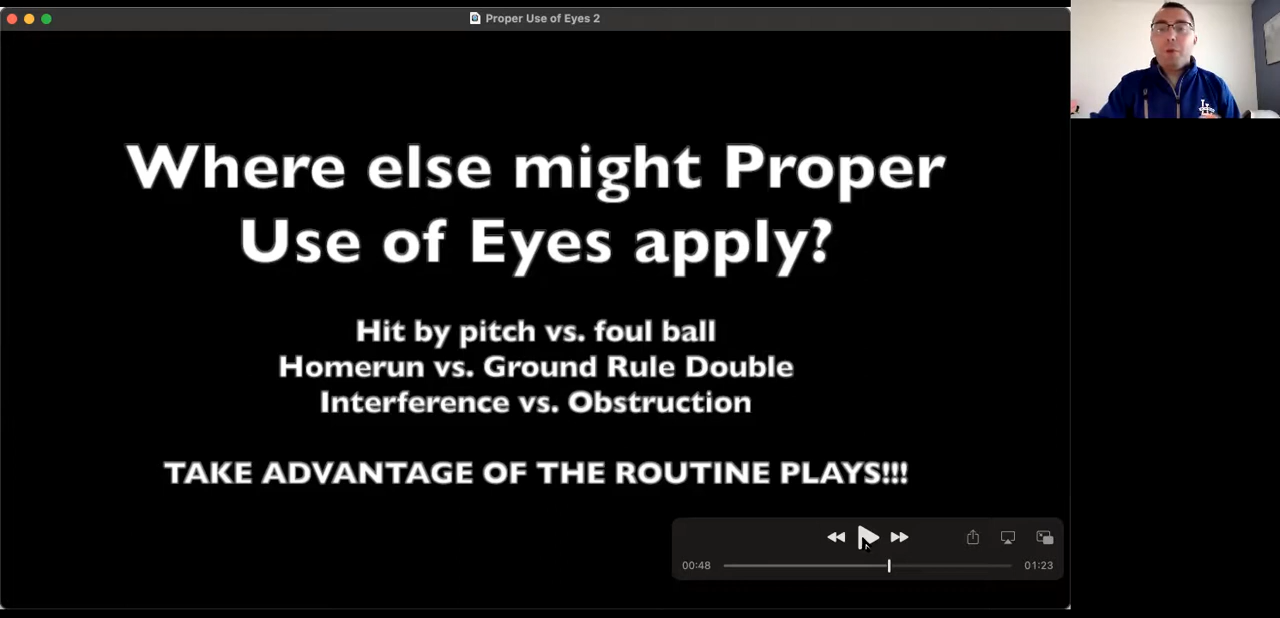 Proper Use of Eyes 2
Where else might Proper
Use of Eyes apply?
Hit by pitch vs. foul ball
Homerun vs. Ground Rule Double
Interference vs. Obstruction
TAKE ADVANTAGE OF THE ROUTINE PLAYS!!!
00:48
01:23